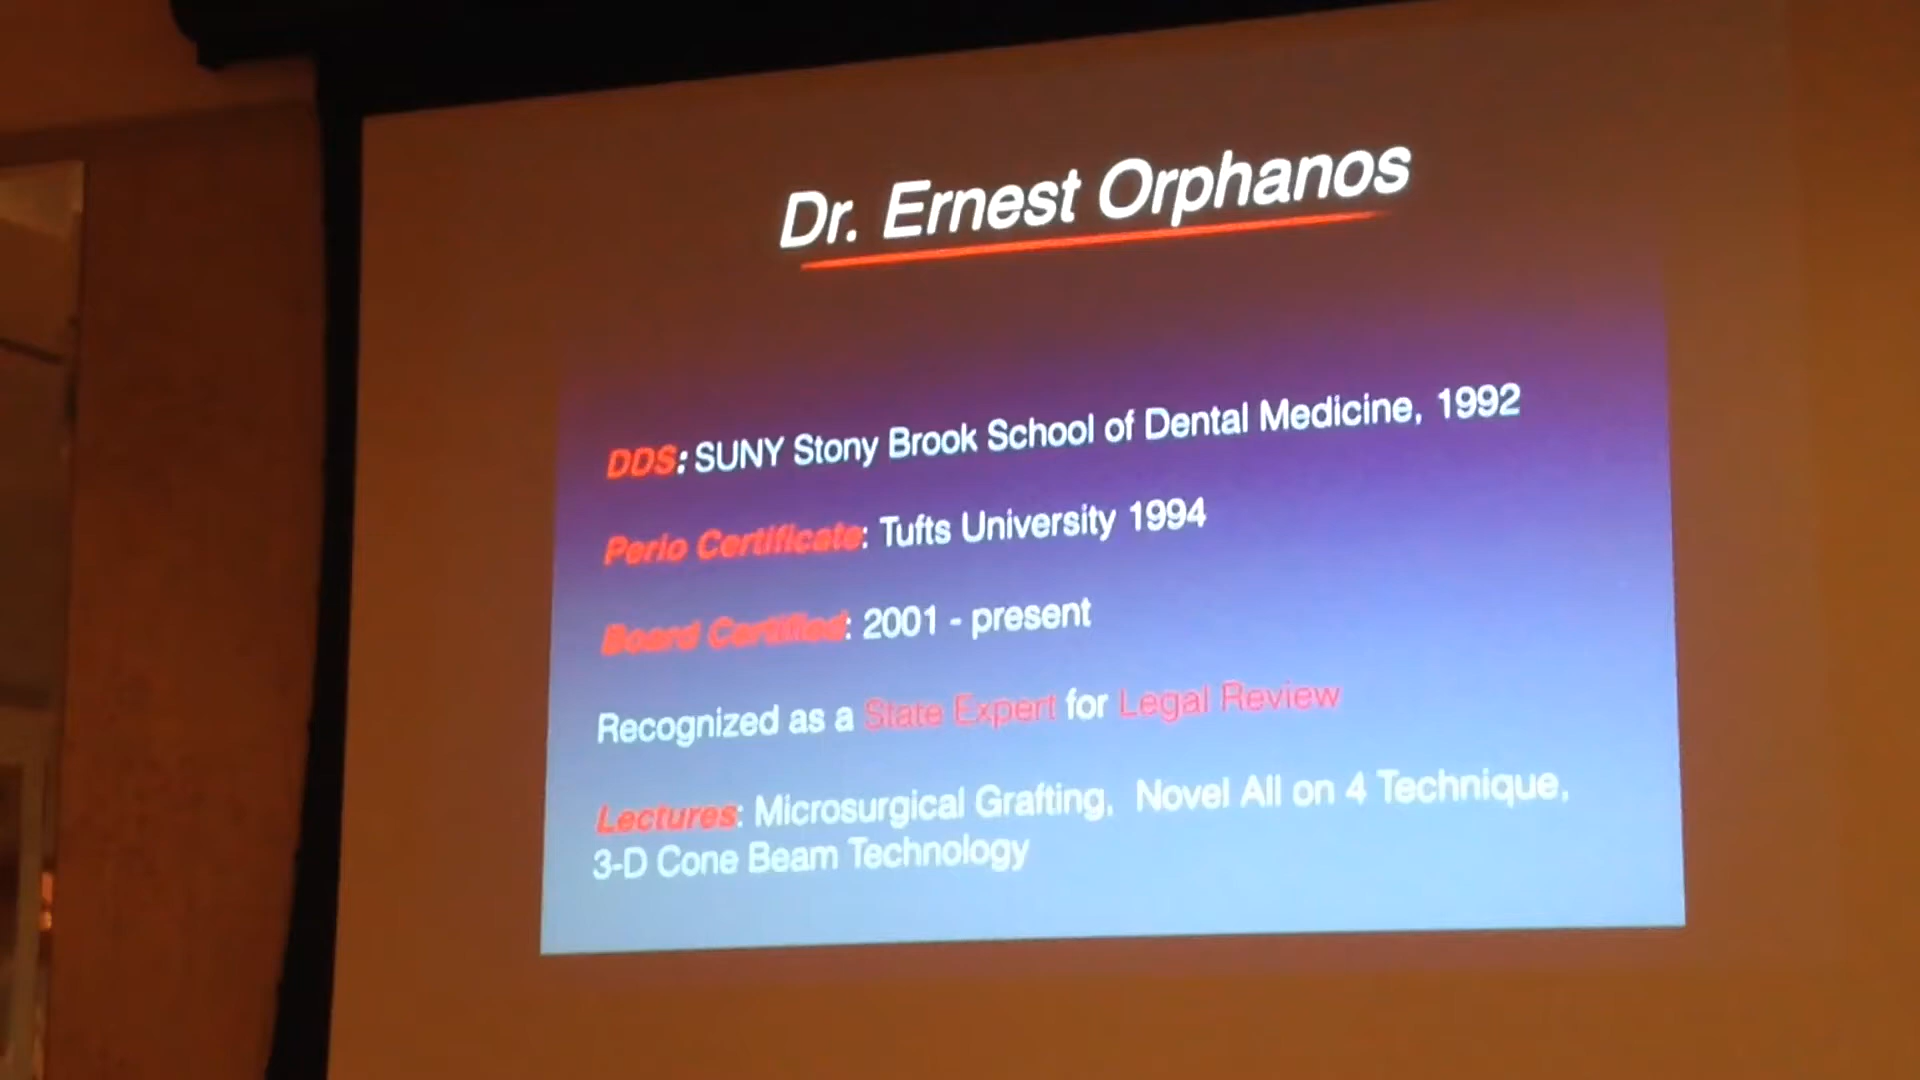 Dr. Ernest Orphanos
DDS: SUNY Stony Brook School of Dental Medicine, 1992
Perio Certificate: Tufts University 1994
Board Certified: 2001 - present
Recognized as a State Expert for Legal Review
Lectures: Microsurgical Grafting, Novel All on 4 Technique,
3-D Cone Beam Technology